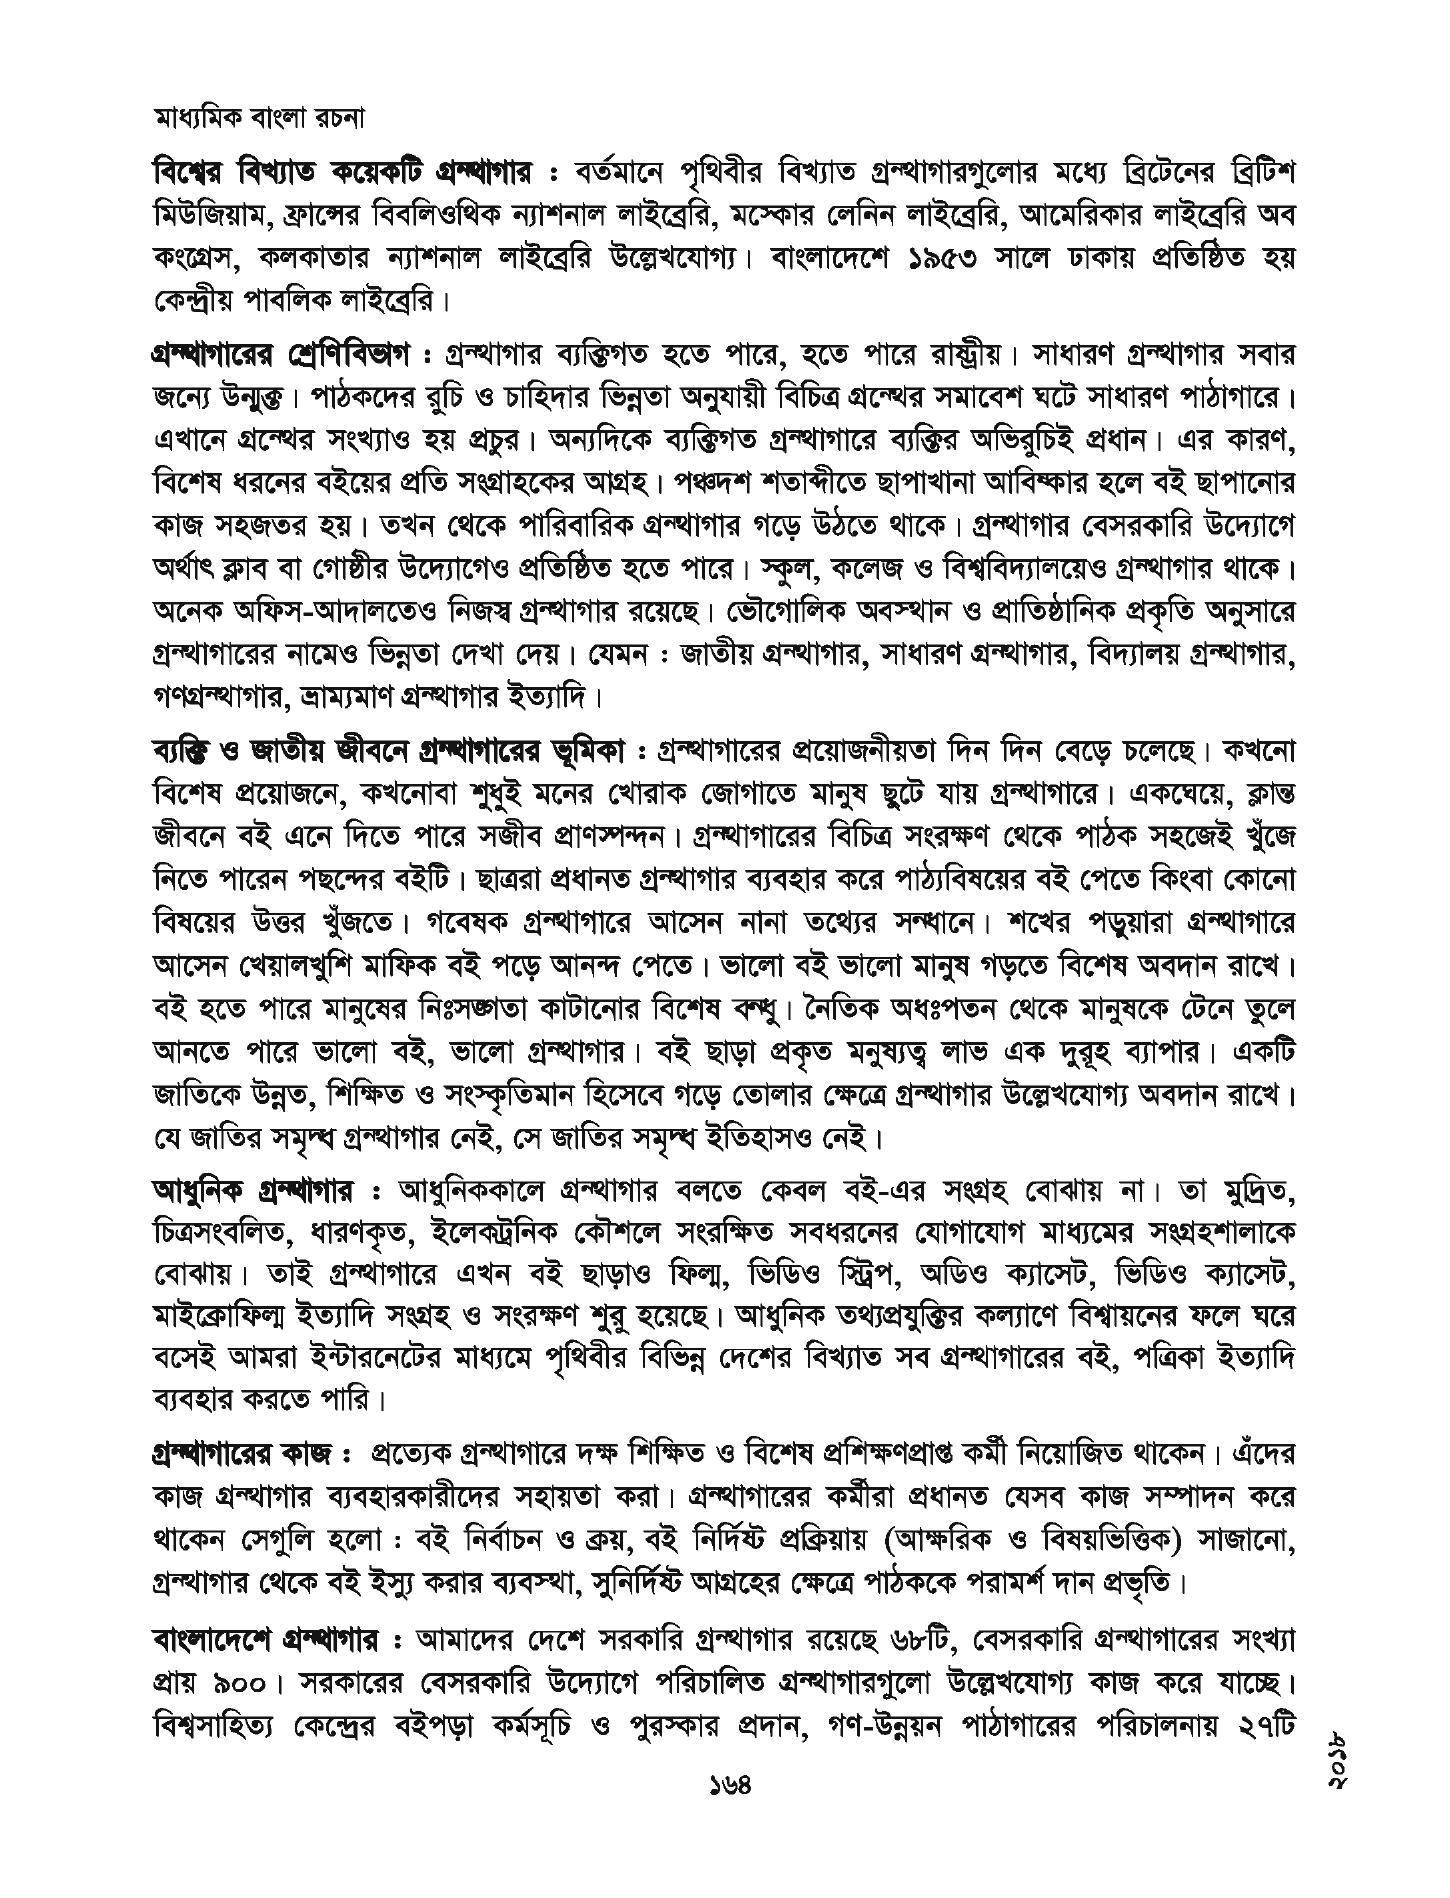 মাধ্যমিক বাংলা রচনা
বিশ্বের বিখ্যাত কয়েকটি গ্রন্থাগার : বর্তমানে পৃথিবীর বিখ্যাত গ্রন্থাগারগুলোর মধ্যে ব্রিটেনের ব্রিটিশ
মিউজিয়াম, ফ্রান্সের বিবলিওথিক ন্যাশনাল লাইব্রেরি, মস্কোর লেনিন লাইব্রেরি, আমেরিকার লাইব্রেরি অব
কংগ্রেস, কলকাতার ন্যাশনাল লাইব্রেরি উল্লেখযোগ্য। বাংলাদেশে ১৯৫৩ সালে ঢাকায় প্রতিষ্ঠিত হয়
কেন্দ্রীয় পাবলিক লাইব্রেরি।
গ্রন্থাগারের শ্রেণিবিভাগ : গ্রন্থাগার ব্যক্তিগত হতে পারে, হতে পারে রাষ্ট্রীয়। সাধারণ গ্রন্থাগার সবার
জন্যে উন্মুক্ত। পাঠকদের রুচি ও চাহিদার ভিন্নতা অনুযায়ী বিচিত্র গ্রন্থের সমাবেশ ঘটে সাধারণ পাঠাগারে।
এখানে গ্রন্থের সংখ্যাও হয় প্রচুর। অন্যদিকে ব্যক্তিগত গ্রন্থাগারে ব্যক্তির অভিরুচিই প্রধান। এর কারণ,
বিশেষ ধরনের বইয়ের প্রতি সংগ্রাহকের আগ্রহ। পঞ্চদশ শতাব্দীতে ছাপাখানা আবিষ্কার হলে বই ছাপানোর
কাজ সহজতর হয়। তখন থেকে পারিবারিক গ্রন্থাগার গড়ে উঠতে থাকে। গ্রন্থাগার বেসরকারি উদ্যোগে
অর্থাৎ ক্লাব বা গোষ্ঠীর উদ্যোগেও প্রতিষ্ঠিত হতে পারে। স্কুল, কলেজ ও বিশ্ববিদ্যালয়েও গ্রন্থাগার থাকে।
অনেক অফিস-আদালতেও নিজস্ব গ্রন্থাগার রয়েছে। ভৌগোলিক অবস্থান ও প্রাতিষ্ঠানিক প্রকৃতি অনুসারে
গ্রন্থাগারের নামেও ভিন্নতা দেখা দেয়। যেমন : জাতীয় গ্রন্থাগার, সাধারণ গ্রন্থাগার, বিদ্যালয় গ্রন্থাগার,
গণগ্রন্থাগার, ভ্রাম্যমাণ গ্রন্থাগার ইত্যাদি।
ব্যক্তি ও জাতীয় জীবনে গ্রন্থাগারের ভূমিকা : গ্রন্থাগারের প্রয়োজনীয়তা দিন দিন বেড়ে চলেছে। কখনো
বিশেষ প্রয়োজনে, কখনোবা শুধুই মনের খোরাক জোগাতে মানুষ ছুটে যায় গ্রন্থাগারে। একঘেয়ে, ক্লান্ত
জীবনে বই এনে দিতে পারে সজীব প্রাণস্পন্দন। গ্রন্থাগারের বিচিত্র সংরক্ষণ থেকে পাঠক সহজেই খুঁজে
নিতে পারেন পছন্দের বইটি। ছাত্ররা প্রধানত গ্রন্থাগার ব্যবহার করে পাঠ্যবিষয়ের বই পেতে কিংবা কোনো
বিষয়ের উত্তর খুঁজতে। গবেষক গ্রন্থাগারে আসেন নানা তথ্যের সন্ধানে। শখের পড়ুয়ারা গ্রন্থাগারে
আসেন খেয়ালখুশি মাফিক বই পড়ে আনন্দ পেতে। ভালো বই ভালো মানুষ গড়তে বিশেষ অবদান রাখে।
বই হতে পারে মানুষের নিঃসঙ্গতা কাটানোর বিশেষ বন্ধু। নৈতিক অধঃপতন থেকে মানুষকে টেনে তুলে
আনতে পারে ভালো বই, ভালো গ্রন্থাগার। বই ছাড়া প্রকৃত মনুষ্যত্ব লাভ এক দুরূহ ব্যাপার। একটি
জাতিকে উন্নত, শিক্ষিত ও সংস্কৃতিমান হিসেবে গড়ে তোলার ক্ষেত্রে গ্রন্থাগার উল্লেখযোগ্য অবদান রাখে।
যে জাতির সমৃদ্ধ গ্রন্থাগার নেই, সে জাতির সমৃদ্ধ ইতিহাসও নেই।
আধুনিক গ্রন্থাগার : আধুনিককালে গ্রন্থাগার বলতে কেবল বই-এর সংগ্রহ বোঝায় না। তা মুদ্রিত,
চিত্রসংবলিত, ধারণকৃত, ইলেকট্রনিক কৌশলে সংরক্ষিত সবধরনের যোগাযোগ মাধ্যমের সংগ্রহশালাকে
বোঝায়। তাই গ্রন্থাগারে এখন বই ছাড়াও ফিল্ম, ভিডিও স্ট্রিপ, অডিও ক্যাসেট, ভিডিও ক্যাসেট,
মাইক্রোফিল্ম ইত্যাদি সংগ্রহ ও সংরক্ষণ শুরু হয়েছে। আধুনিক তথ্যপ্রযুক্তির কল্যাণে বিশ্বায়নের ফলে ঘরে
বসেই আমরা ইন্টারনেটের মাধ্যমে পৃথিবীর বিভিন্ন দেশের বিখ্যাত সব গ্রন্থাগারের বই, পত্রিকা ইত্যাদি
ব্যবহার করতে পারি।
গ্রন্থাগারের কাজ : প্রত্যেক গ্রন্থাগারে দক্ষ শিক্ষিত ও বিশেষ প্রশিক্ষণপ্রাপ্ত কর্মী নিয়োজিত থাকেন। এঁদের
কাজ গ্রন্থাগার ব্যবহারকারীদের সহায়তা করা। গ্রন্থাগারের কর্মীরা প্রধানত যেসব কাজ সম্পাদন করে
থাকেন সেগুলি হলো : বই নির্বাচন ও ক্রয়, বই নির্দিষ্ট প্রক্রিয়ায় (আক্ষরিক ও বিষয়ভিত্তিক) সাজানো,
গ্রন্থাগার থেকে বই ইস্যু করার ব্যবস্থা, সুনির্দিষ্ট আগ্রহের ক্ষেত্রে পাঠককে পরামর্শ দান প্রভৃতি।
বাংলাদেশে গ্রন্থাগার : আমাদের দেশে সরকারি গ্রন্থাগার রয়েছে ৬৮টি, বেসরকারি গ্রন্থাগারের সংখ্যা
প্রায় ৯০০। সরকারের বেসরকারি উদ্যোগে পরিচালিত গ্রন্থাগারগুলো উল্লেখযোগ্য কাজ করে যাচ্ছে।
বিশ্বসাহিত্য কেন্দ্রের বইপড়া কর্মসূচি ও পুরস্কার প্রদান, গণ-উন্নয়ন পাঠাগারের পরিচালনায় ২৭টি
১৬৪
২০১৮